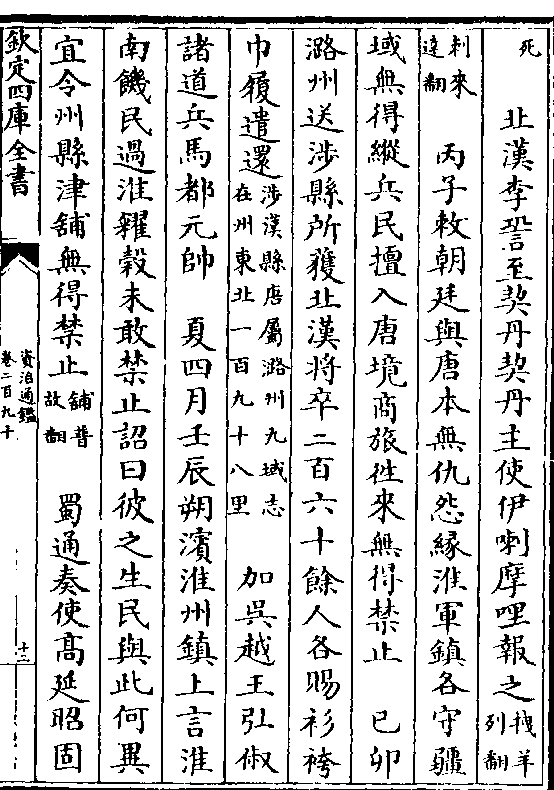 死 北漢李䛒至契丹契丹主使伊喇摩哩報之拽羊列翻
剌來達翻 丙子敕朝廷與唐本無仇怨緣淮軍鎮各守疆
域無得縱兵民擅入唐境商旅徃來無得禁止 已卯
潞州送涉縣所獲北漢將卒二百六十餘人各賜衫袴
巾履遣還涉漢縣唐屬潞州九域志在州東北一百九十八里 加吳越王弘俶
諸道兵馬都元帥 夏四月壬辰朔濱淮州鎮上言淮
南饑民過淮糴穀未敢禁止詔曰彼之生民與此何異
宜令州縣津舖無得禁止舖普故翻 蜀通奏使高延昭固
欽定四庫全書
資治通鑑
卷二百九十
十二